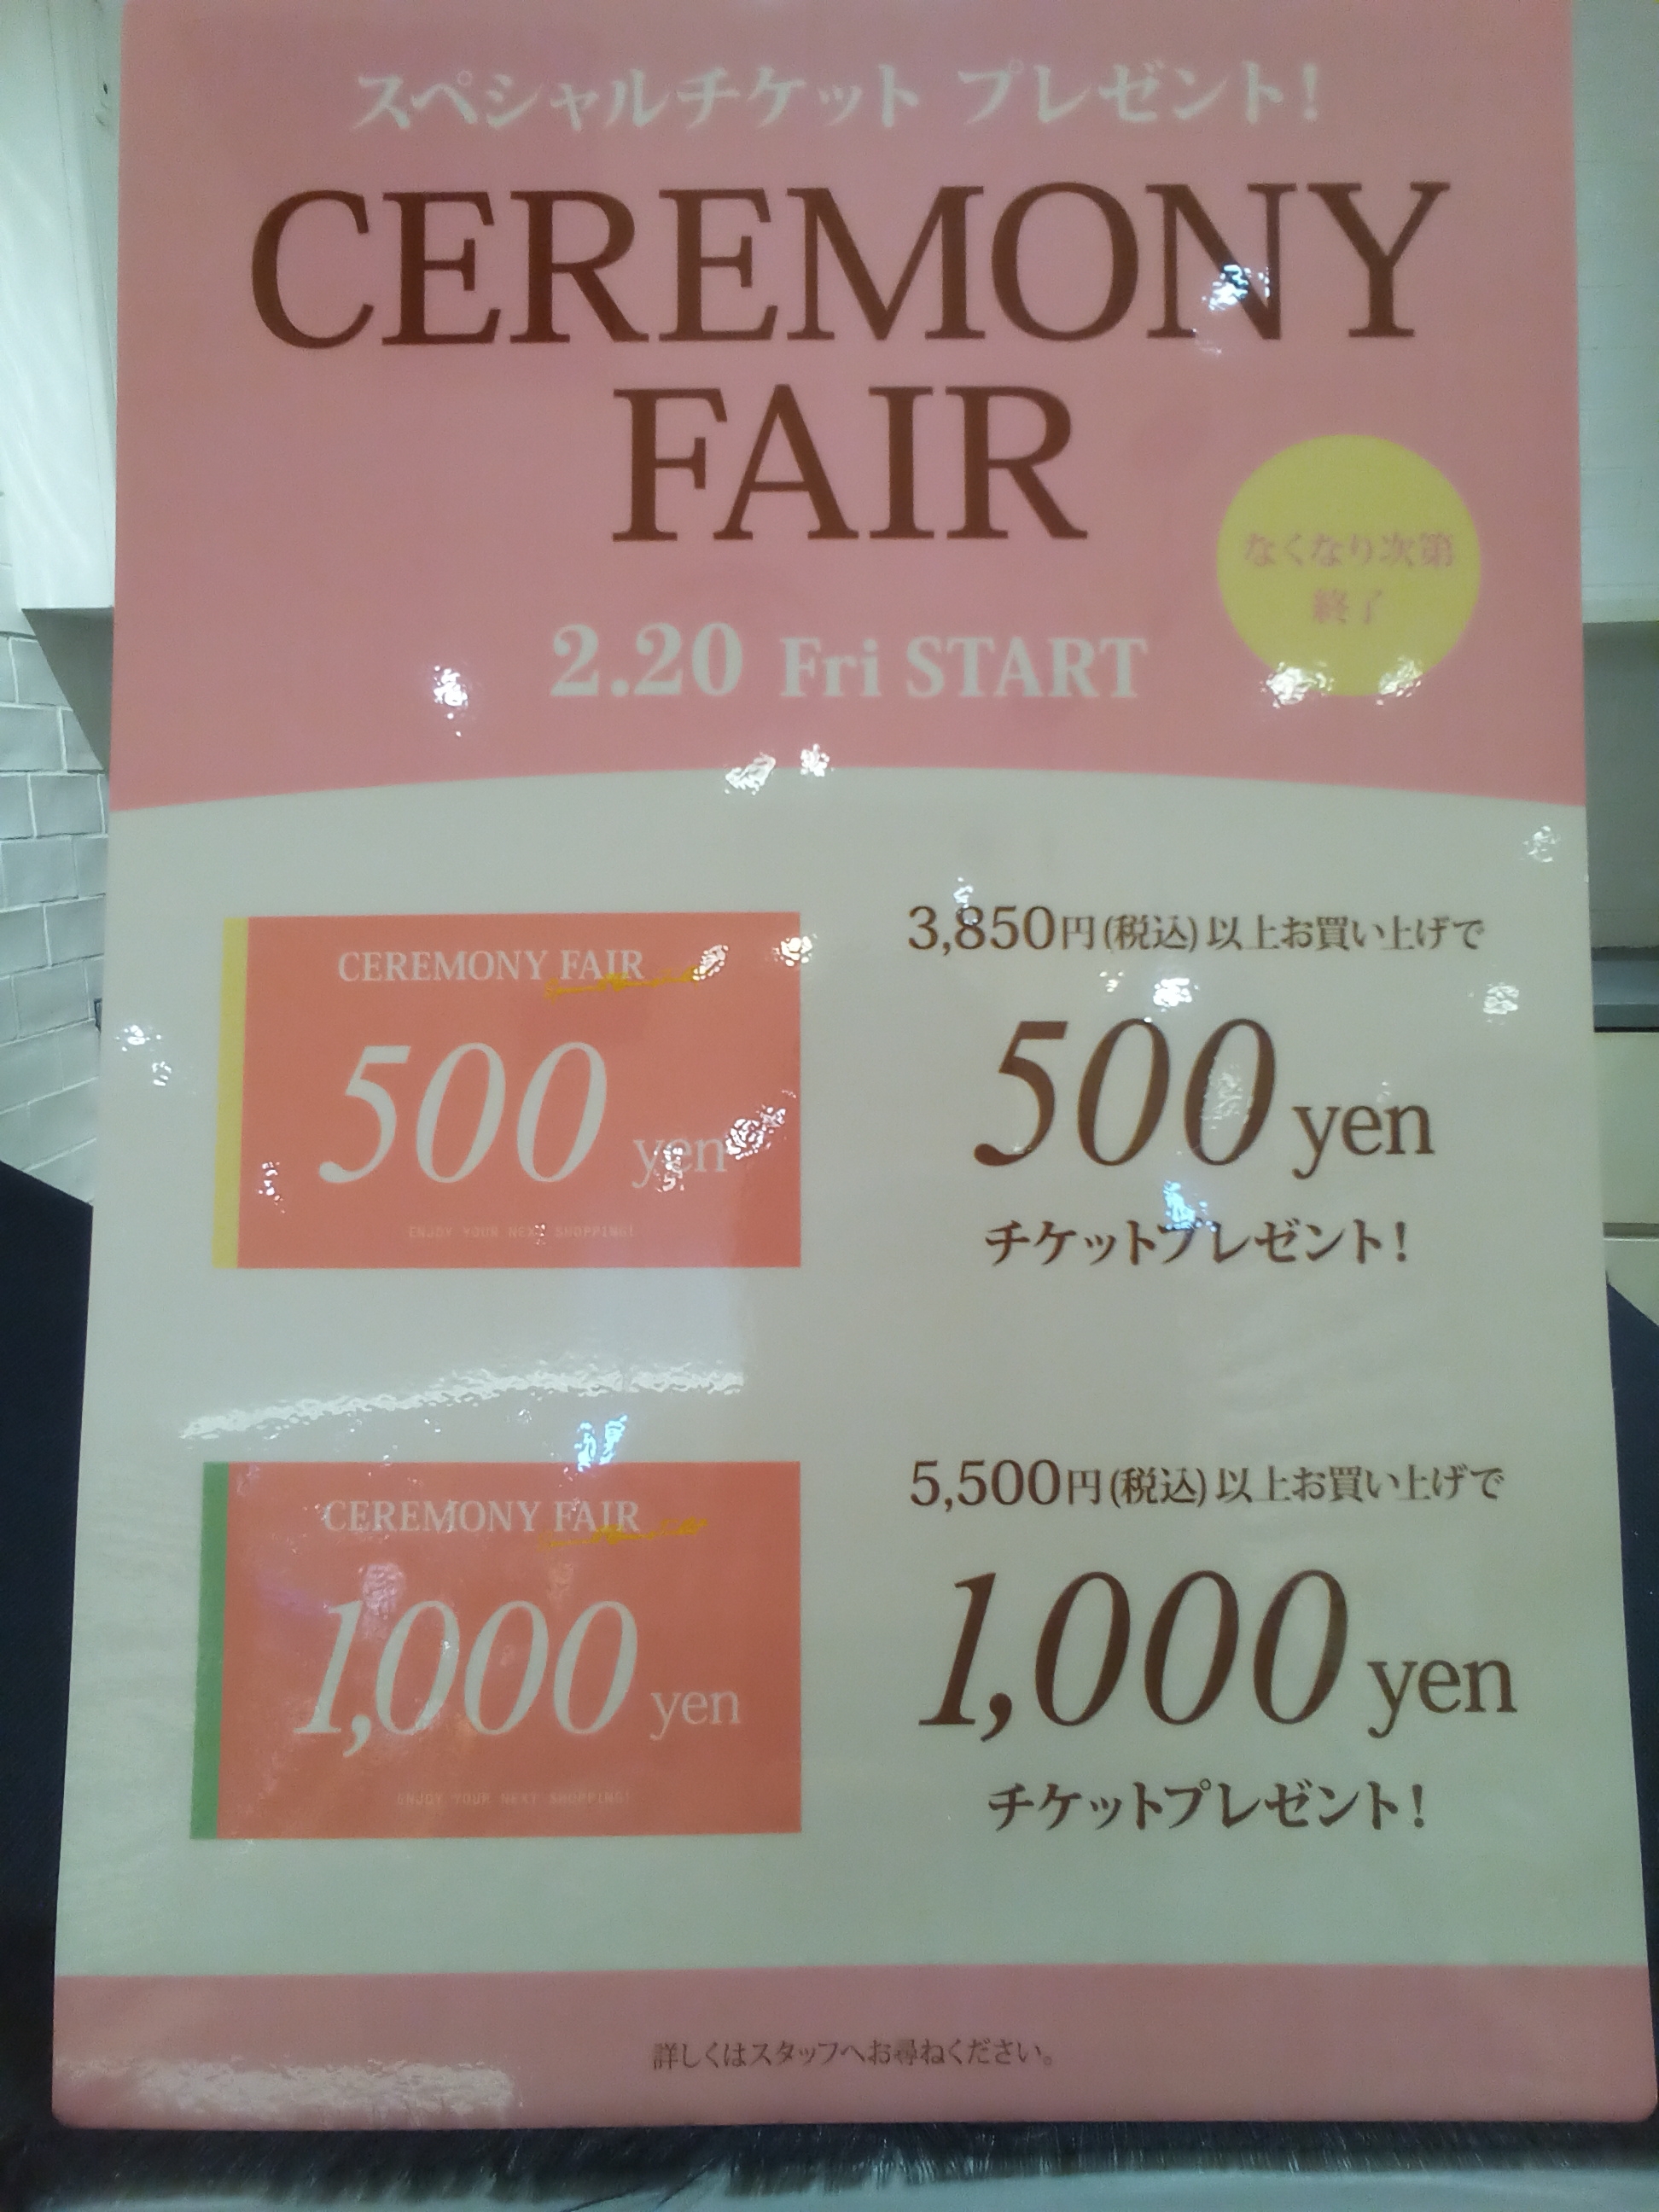 スペシャルチケット プレゼント!
CEREMONY
FAIR
なくなり次第
終了
2.20 Fri START
CEREMONY FAIR
500 yen
ENJOY YOUR NEXT SHOPPING!
3,850円(税込)以上お買い上げで
500 yen
チケットプレゼント!
CEREMONY FAIR
1,000 yen
ENJOY YOUR NEXT SHOPPING!
5,500円(税込)以上お買い上げで
1,000 yen
チケットプレゼント!
詳しくはスタッフへお尋ねください。